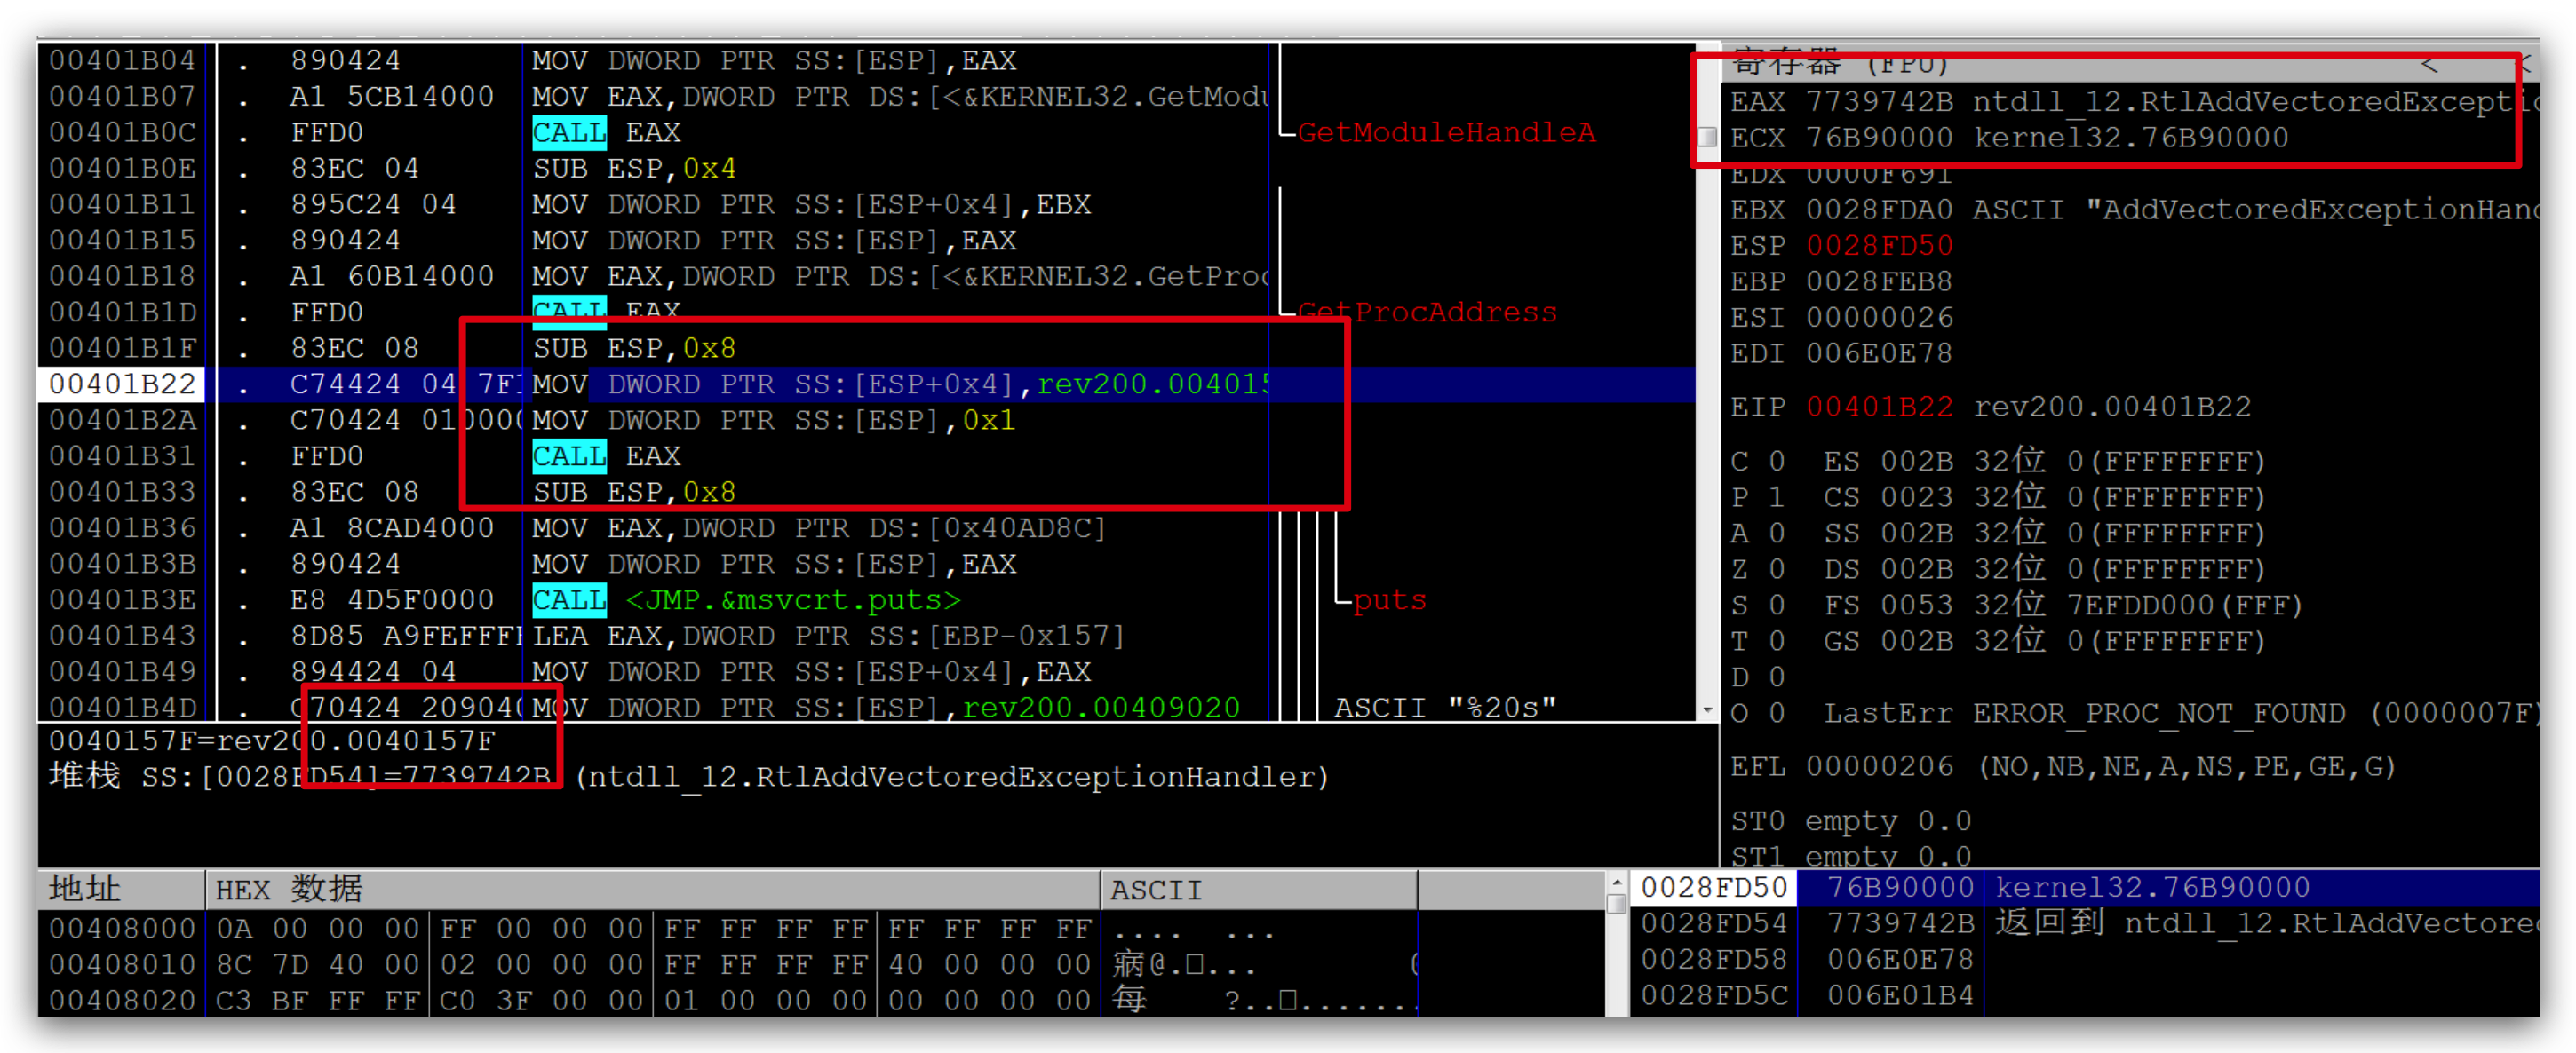 00401B04 . 890424 MOV DWORD PTR SS:[ESP],EAX
00401B07 . A1 5CB14000 MOV EAX,DWORD PTR DS:[<&KERNEL32.GetModu
00401B0C . FFD0 CALL EAX GetModuleHandleA
00401B0E . 83EC 04 SUB ESP,0x4
00401B11 . 895C24 04 MOV DWORD PTR SS:[ESP+0x4],EBX
00401B15 . 890424 MOV DWORD PTR SS:[ESP],EAX
00401B18 . A1 60B14000 MOV EAX,DWORD PTR DS:[<&KERNEL32.GetProc
00401B1D . FFD0 CALL EAX GetProcAddress
00401B1F . 83EC 08 SUB ESP,0x8
00401B22 . C74424 04 7F1 MOV DWORD PTR SS:[ESP+0x4],rev200.004015
00401B2A . C70424 010000 MOV DWORD PTR SS:[ESP],0x1
00401B31 . FFD0 CALL EAX
00401B33 . 83EC 08 SUB ESP,0x8
00401B36 . A1 8CAD4000 MOV EAX,DWORD PTR DS:[0x40AD8C]
00401B3B . 890424 MOV DWORD PTR SS:[ESP],EAX
00401B3E . E8 4D5F0000 CALL <JMP.&msvcrt.puts> puts
00401B43 . 8D85 A9FEFFFF LEA EAX,DWORD PTR SS:[EBP-0x157]
00401B49 . 894424 04 MOV DWORD PTR SS:[ESP+0x4],EAX
00401B4D . C70424 209040 MOV DWORD PTR SS:[ESP],rev200.00409020 ASCII "%20s"
0040157F=rev200.0040157F
堆栈 SS:[0028FD54]=7739742B (ntdll_12.RtlAddVectoredExceptionHandler)
寄存器 (FPU) < <
EAX 7739742B ntdll_12.RtlAddVectoredExceptio
ECX 76B90000 kernel32.76B90000
EDX 0000F691
EBX 0028FDA0 ASCII "AddVectoredExceptionHand
ESP 0028FD50
EBP 0028FEB8
ESI 00000026
EDI 006E0E78
EIP 00401B22 rev200.00401B22
C 0 ES 002B 32位 0(FFFFFFFF)
P 1 CS 0023 32位 0(FFFFFFFF)
A 0 SS 002B 32位 0(FFFFFFFF)
Z 0 DS 002B 32位 0(FFFFFFFF)
S 0 FS 0053 32位 7EFDD000(FFF)
T 0 GS 002B 32位 0(FFFFFFFF)
D 0
O 0 LastErr ERROR_PROC_NOT_FOUND (0000007F)
EFL 00000206 (NO,NB,NE,A,NS,PE,GE,G)
ST0 empty 0.0
ST1 empty 0.0
地址 HEX 数据 ASCII
00408000 0A 00 00 00 FF 00 00 00 FF FF FF FF FF FF FF FF .... ...
00408010 8C 7D 40 00 02 00 00 00 FF FF FF FF 40 00 00 00 @.□... (
00408020 C3 BF FF FF C0 3F 00 00 01 00 00 00 00 00 00 00 每 ?..□.......
0028FD50 76B90000 kernel32.76B90000
0028FD54 7739742B 返回到 ntdll_12.RtlAddVectored
0028FD58 006E0E78
0028FD5C 006E01B4